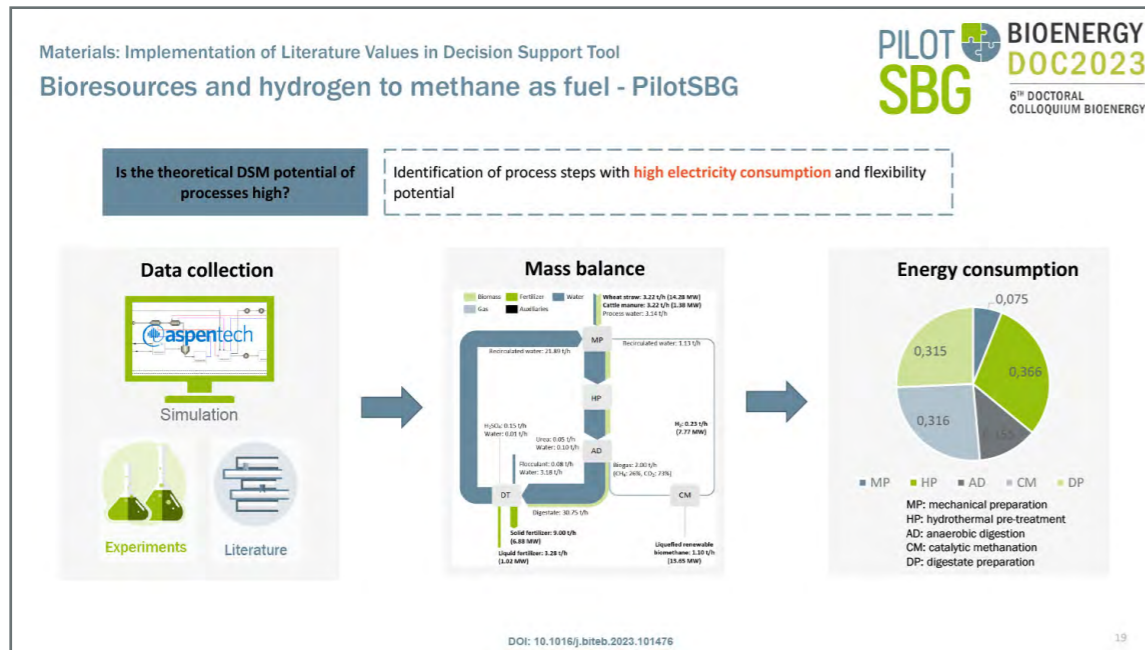 Materials: Implementation of Literature Values in Decision Support Tool
Bioresources and hydrogen to methane as fuel - PilotSBG
PILOT
SBG
BIOENERGY
DOC2023
6TH DOCTORAL
COLLOQUIUM BIOENERGY
Is the theoretical DSM potential of
processes high?
Identification of process steps with high electricity consumption and flexibility
potential
Data collection
aspentech
Simulation
Experiments
Literature
Mass balance
Biomass
Fertilizer
Water
Gas
Auxiliaries
Wheat straw: 3.22 t/h (14.28 MW)
Cattle manure: 3.22 t/h (1.38 MW)
Process water: 3.14 t/h
MP
Recirculated water: 21.89 t/h
Recirculated water: 1.13 t/h
HP
H₂SO₄: 0.15 t/h
Water: 0.01 t/h
Urea: 0.05 t/h
Water: 0.10 t/h
H₂: 0.23 t/h
(7.77 MW)
AD
Flocculant: 0.08 t/h
Water: 3.18 t/h
Biogas: 2.00 t/h
(CH₄: 26%, CO₂: 73%)
DT
CM
Digestate: 30.75 t/h
Solid fertilizer: 9.00 t/h
(6.88 MW)
Liquid fertilizer: 3.28 t/h
(1.02 MW)
Liquefied renewable
biomethane: 1.10 t/h
(15.65 MW)
Energy consumption
0,075
0,315
0,366
0,316
MP HP AD CM DP
MP: mechanical preparation
HP: hydrothermal pre-treatment
AD: anaerobic digestion
CM: catalytic methanation
DP: digestate preparation
DOI: 10.1016/j.biteb.2023.101476
19